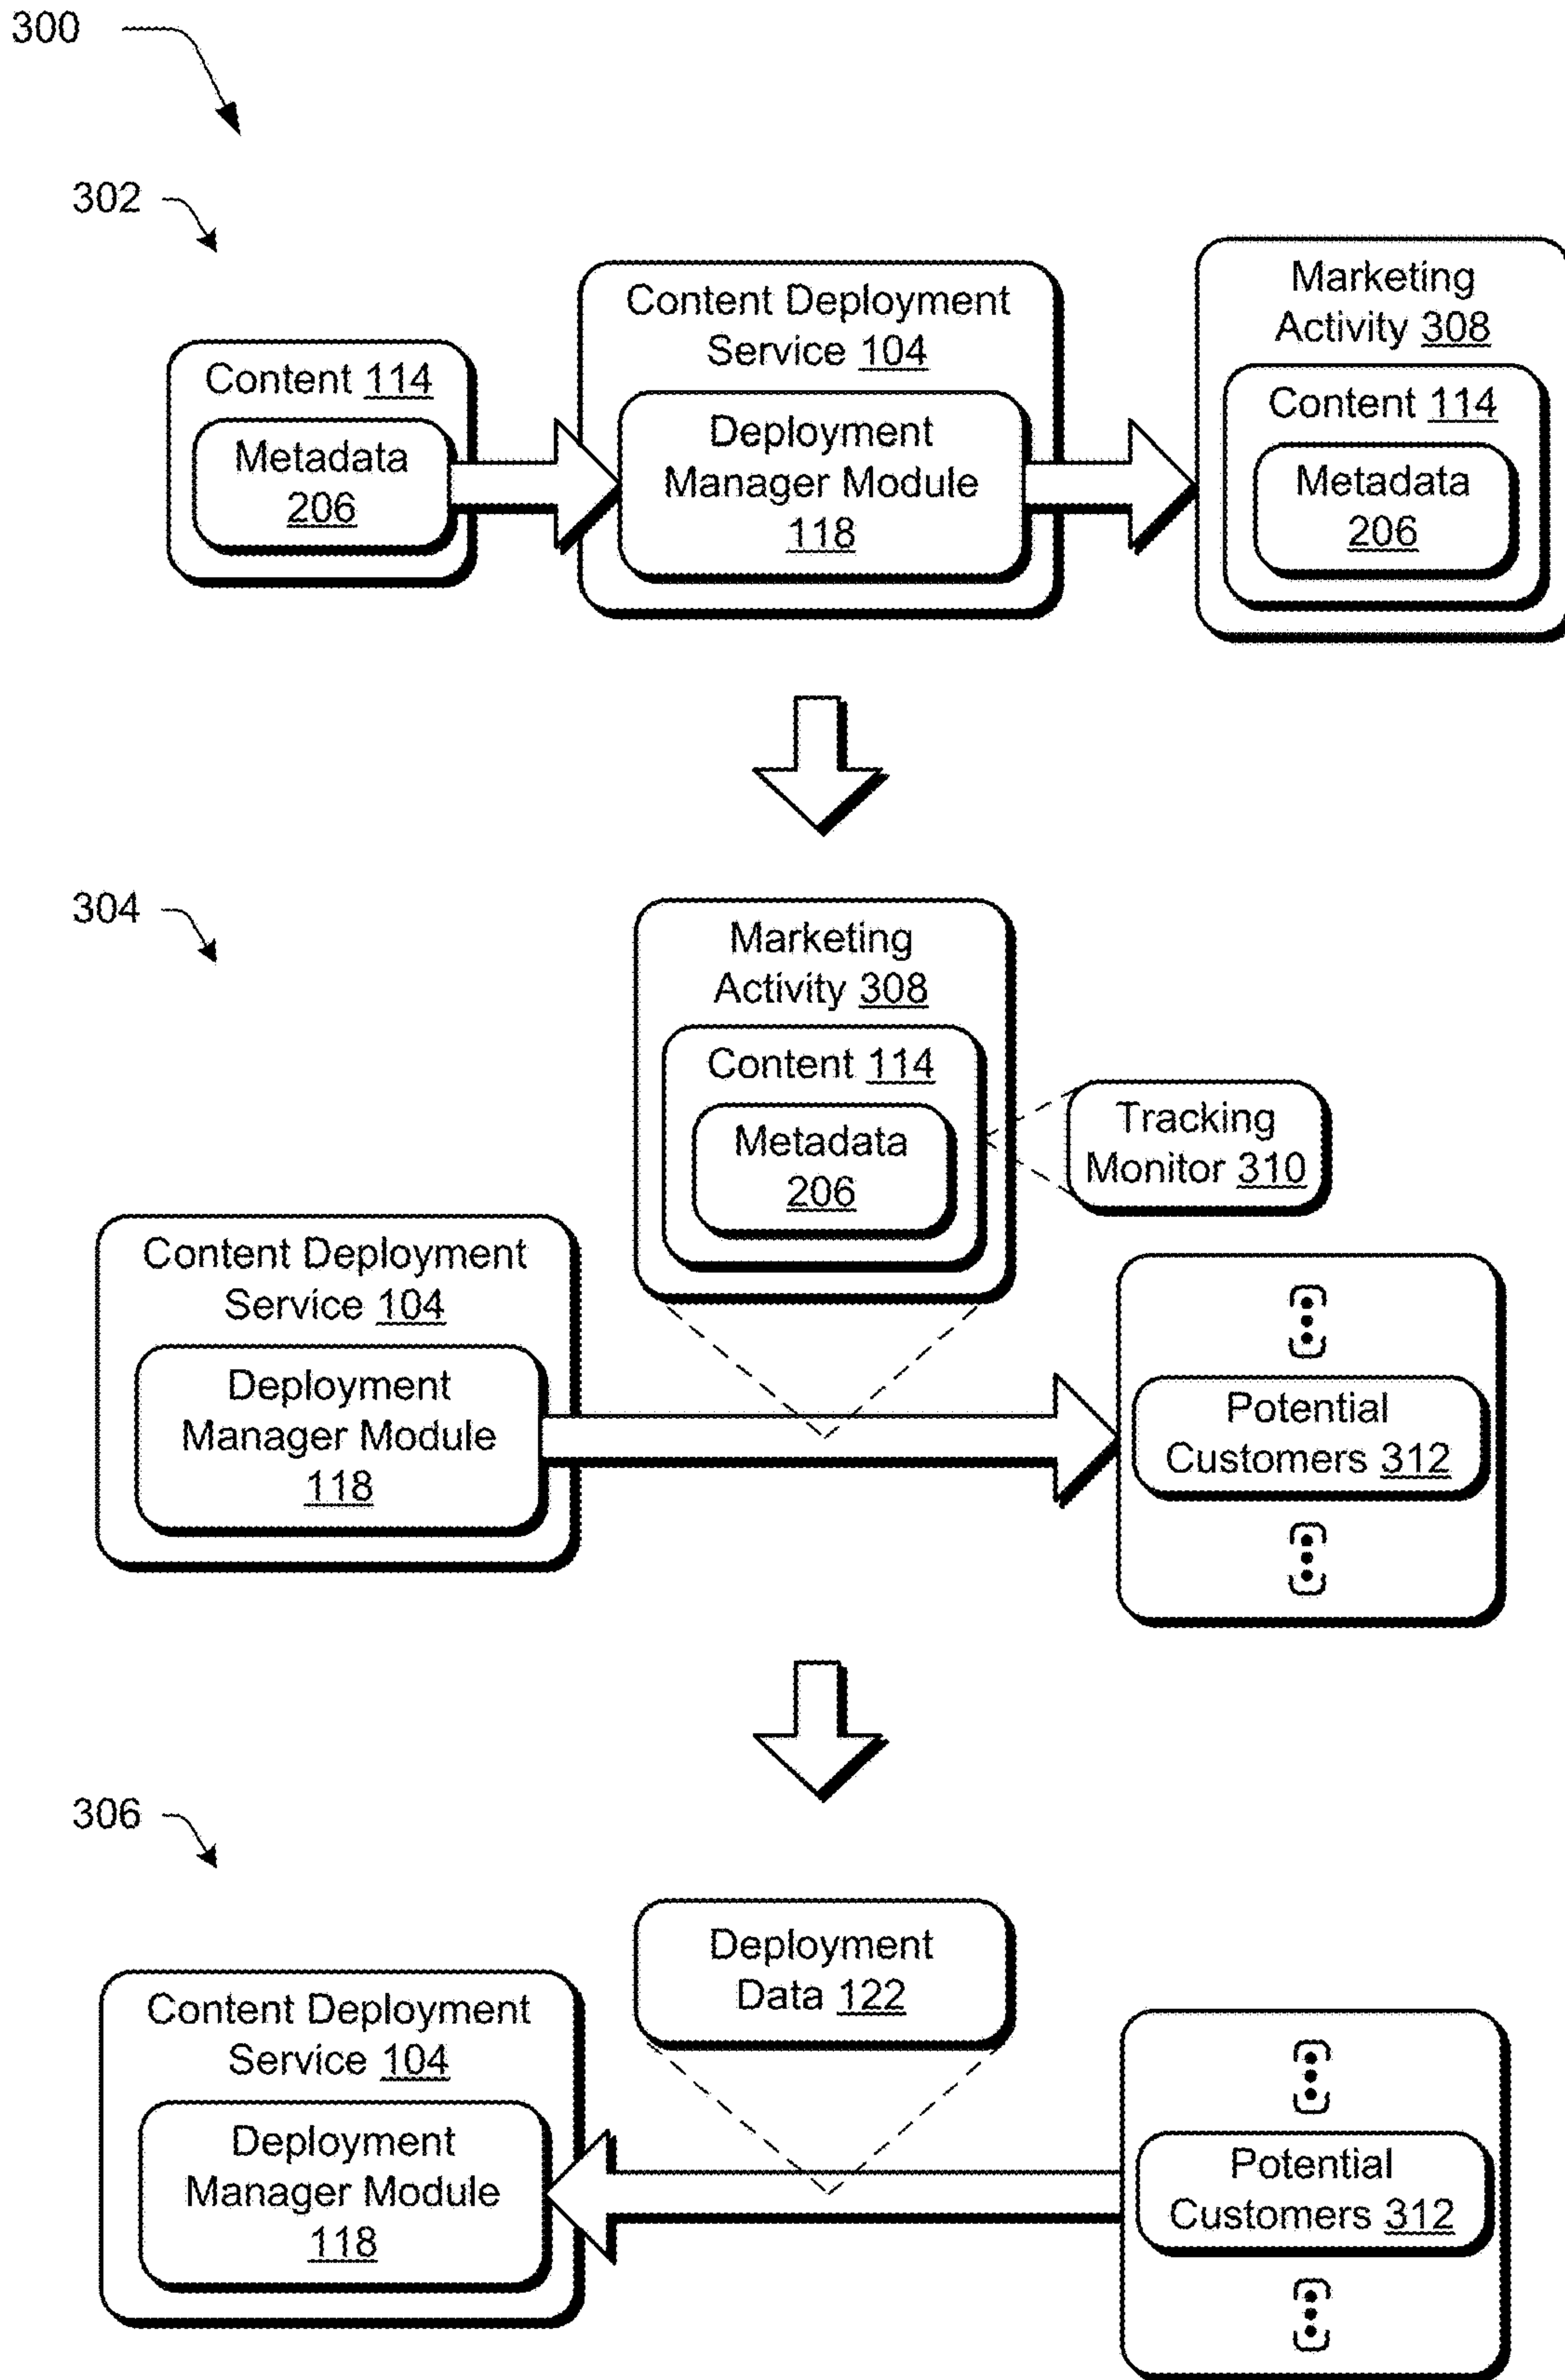 300
302
Content 114
Metadata
206
Content Deployment
Service 104
Deployment
Manager Module
118
Marketing
Activity 308
Content 114
Metadata
206
304
Marketing
Activity 308
Content 114
Metadata
206
Tracking
Monitor 310
Content Deployment
Service 104
Deployment
Manager Module
118
Potential
Customers 312
306
Deployment
Data 122
Content Deployment
Service 104
Deployment
Manager Module
118
Potential
Customers 312